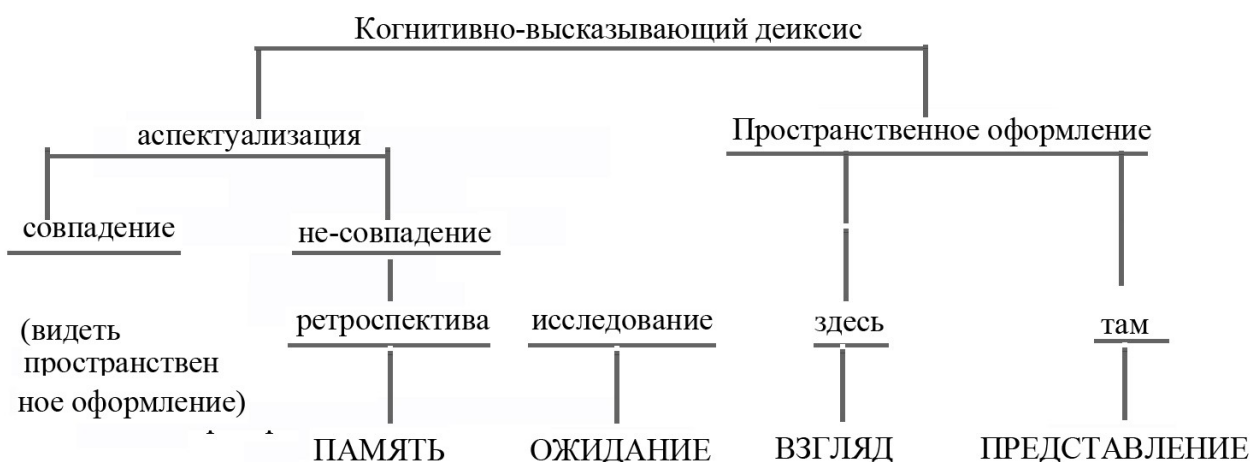 Когнитивно-высказывающий деиксис
аспектуализация
Пространственное оформление
совпадение
не-совпадение
(видеть
пространствен
ное оформление)
ретроспектива
исследование
здесь
там
ПАМЯТЬ
ОЖИДАНИЕ
ВЗГЛЯД
ПРЕДСТАВЛЕНИЕ